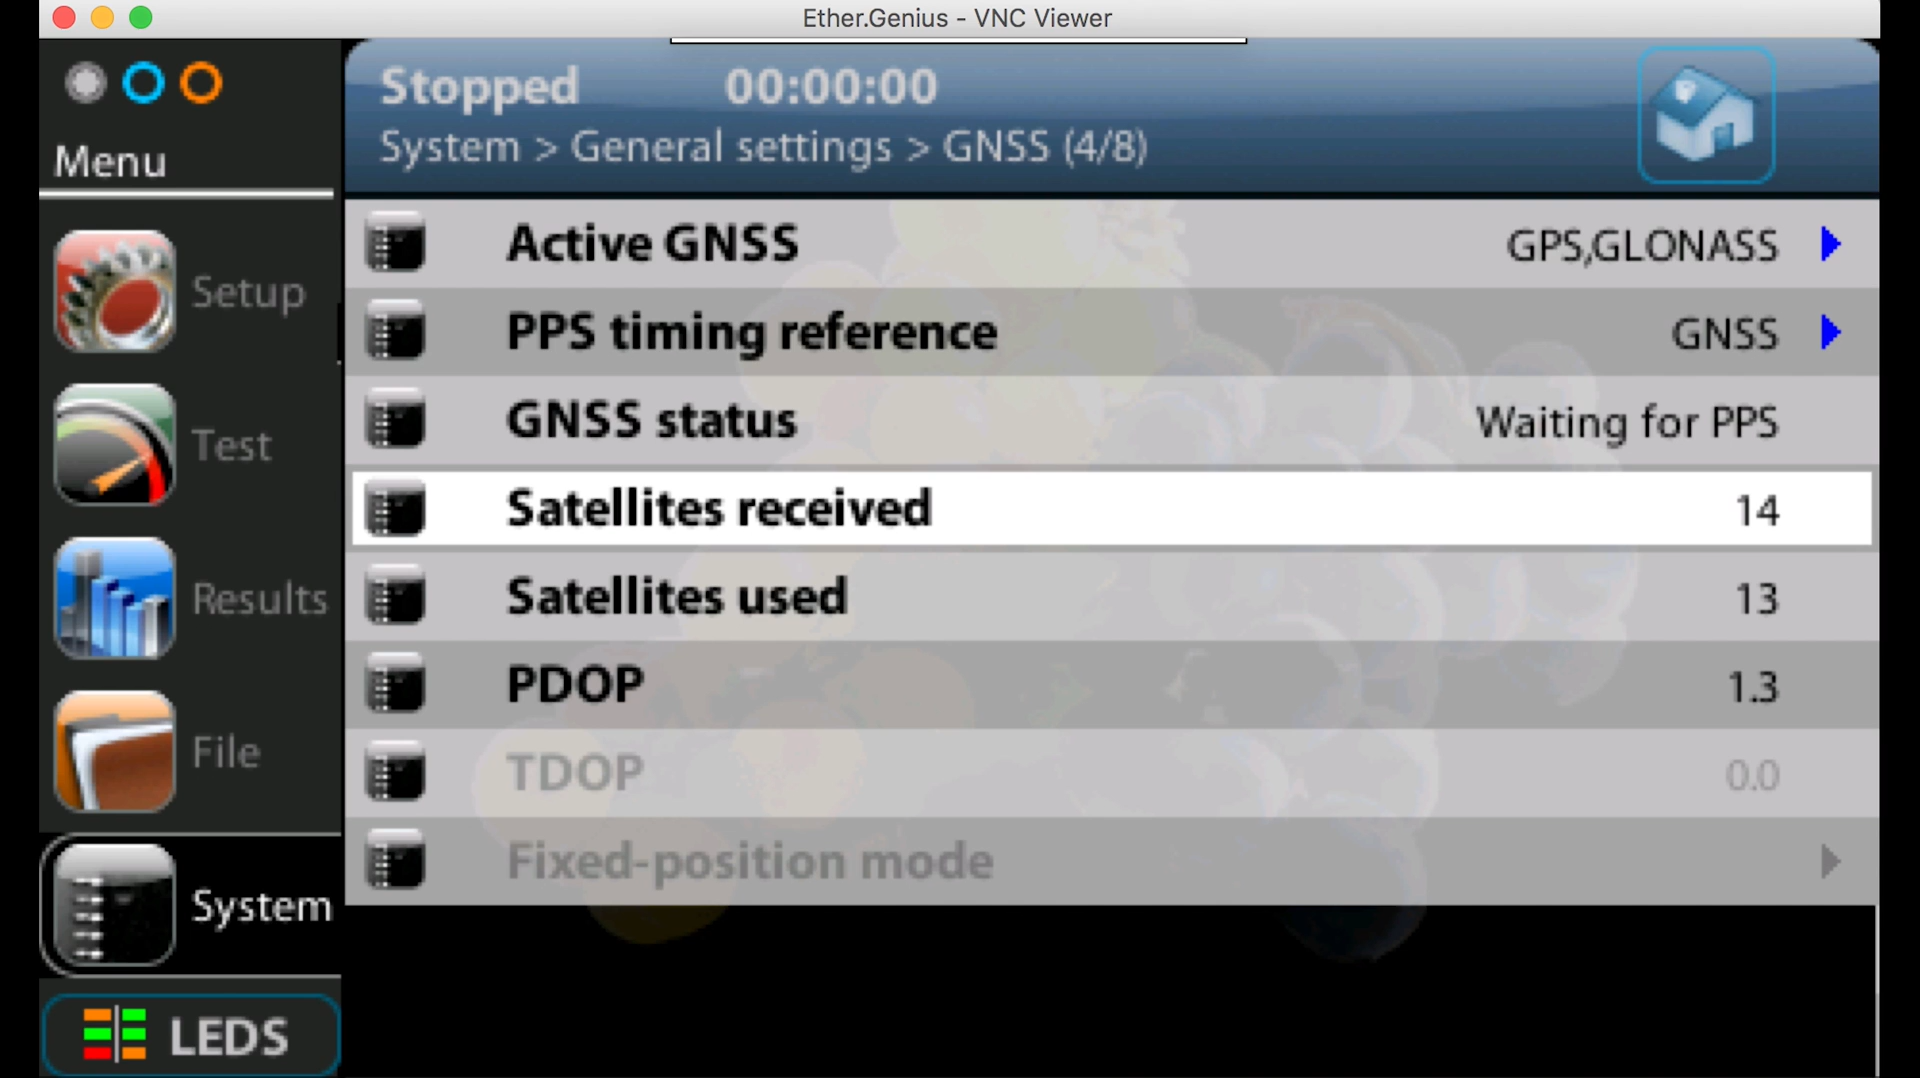 Ether.Genius - VNC Viewer
Menu
Setup
Test
Results
File
System
LEDS
Stopped 00:00:00
System > General settings > GNSS (4/8)
Active GNSS GPS,GLONASS
PPS timing reference GNSS
GNSS status Waiting for PPS
Satellites received 14
Satellites used 13
PDOP 1.3
TDOP 0.0
Fixed-position mode